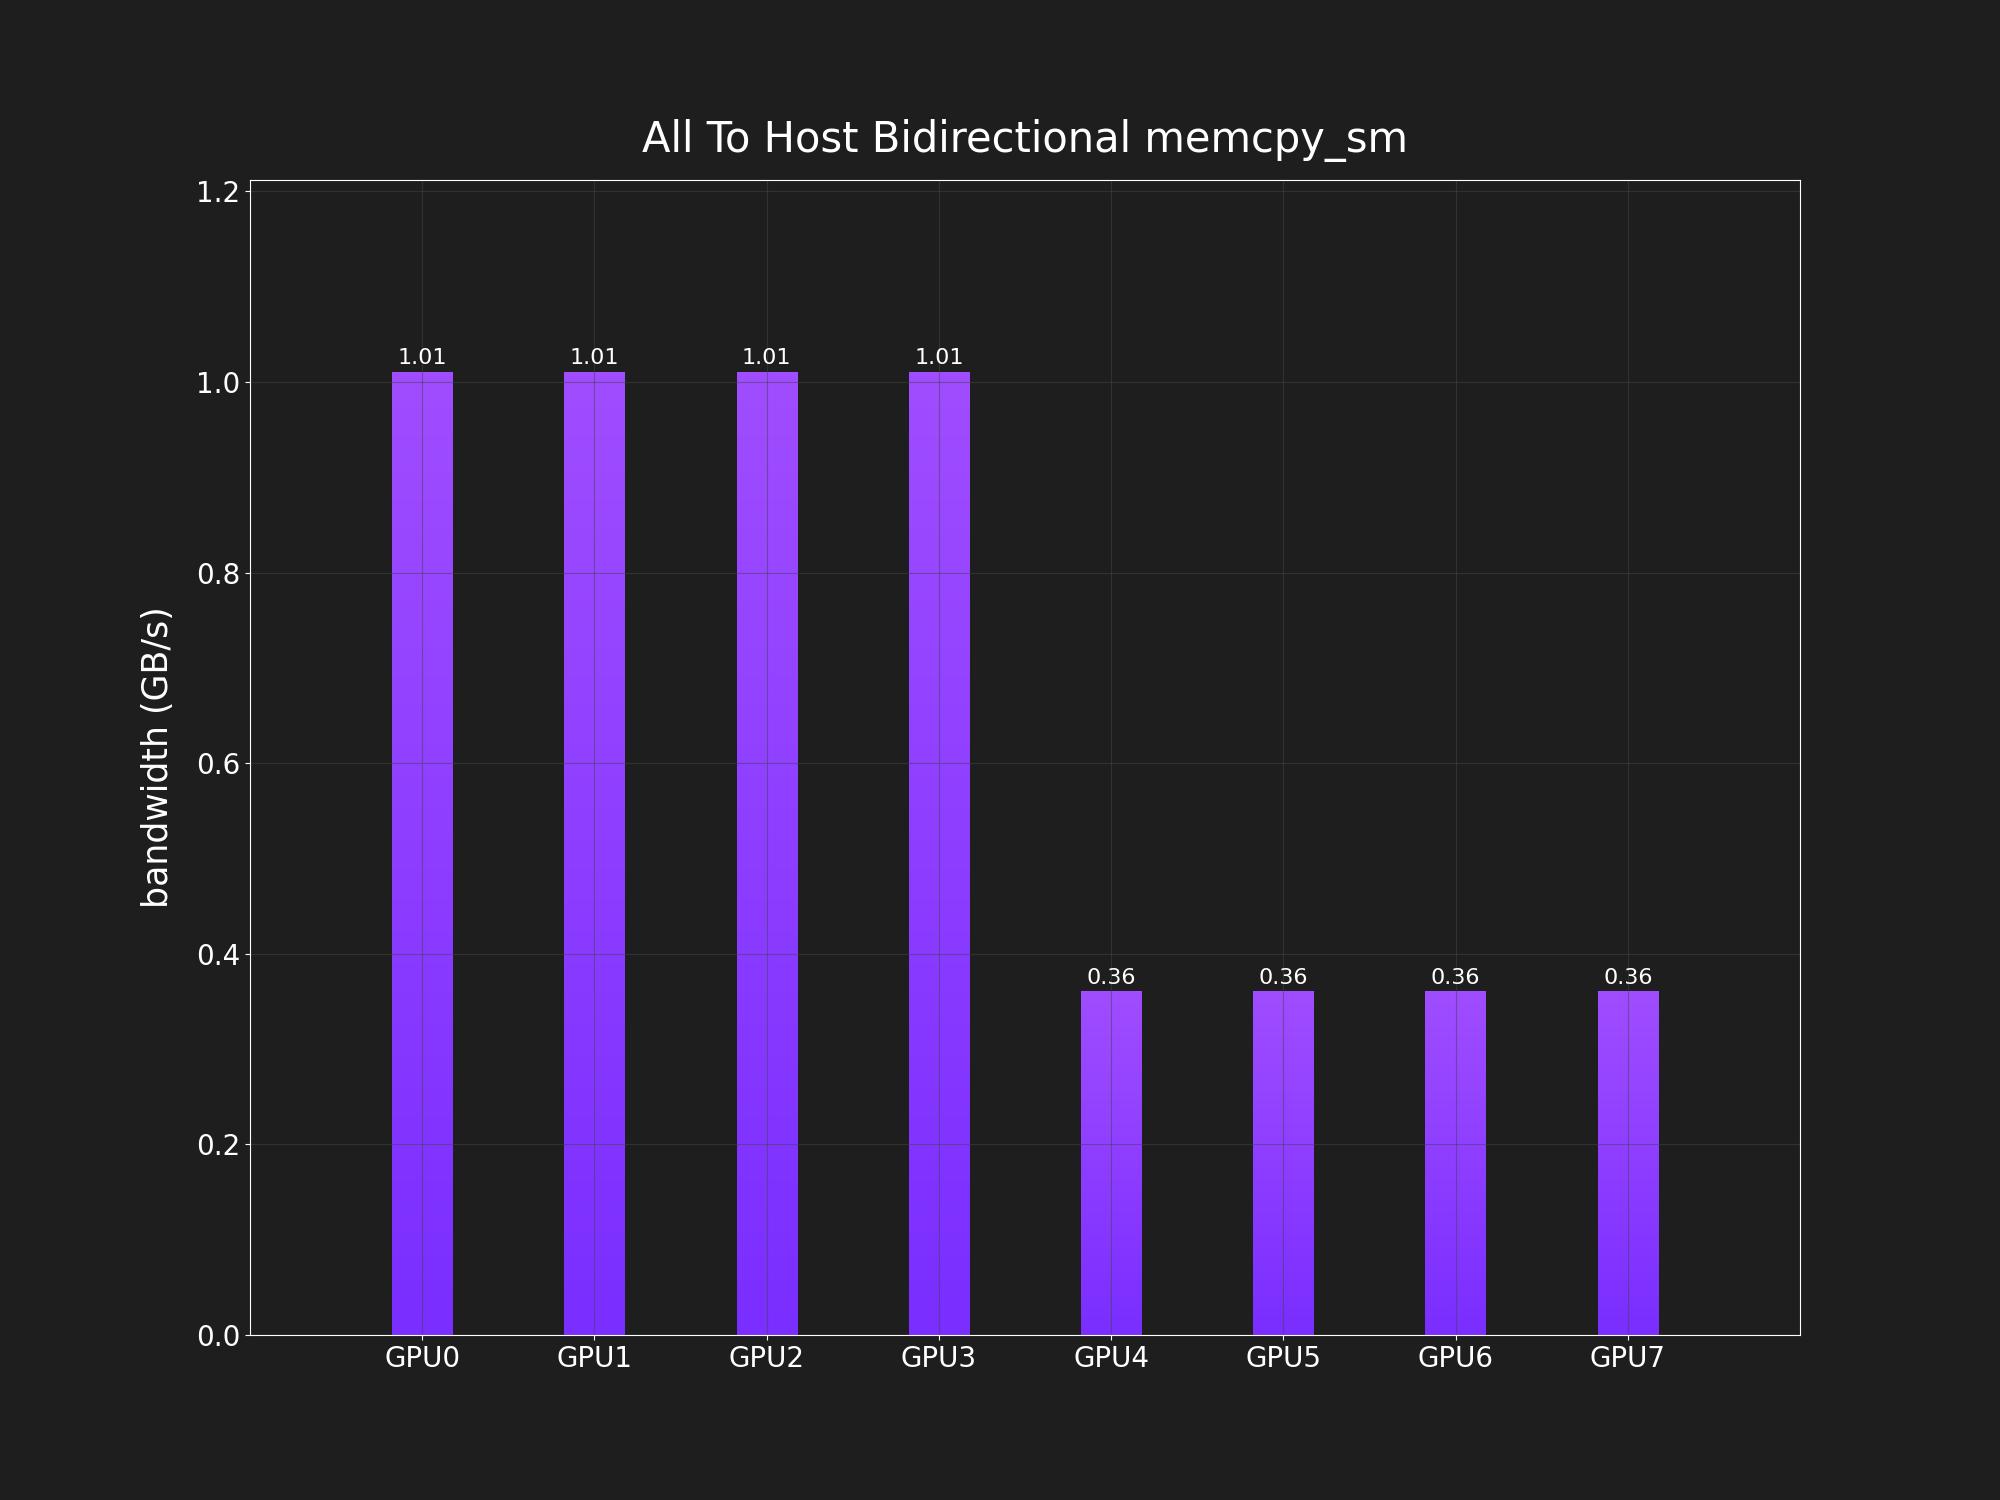 All To Host Bidirectional memcpy_sm
bandwidth (GB/s)
1.2
1.0
0.8
0.6
0.4
0.2
0.0
1.01 1.01 1.01 1.01
0.36 0.36 0.36 0.36
GPU0 GPU1 GPU2 GPU3 GPU4 GPU5 GPU6 GPU7